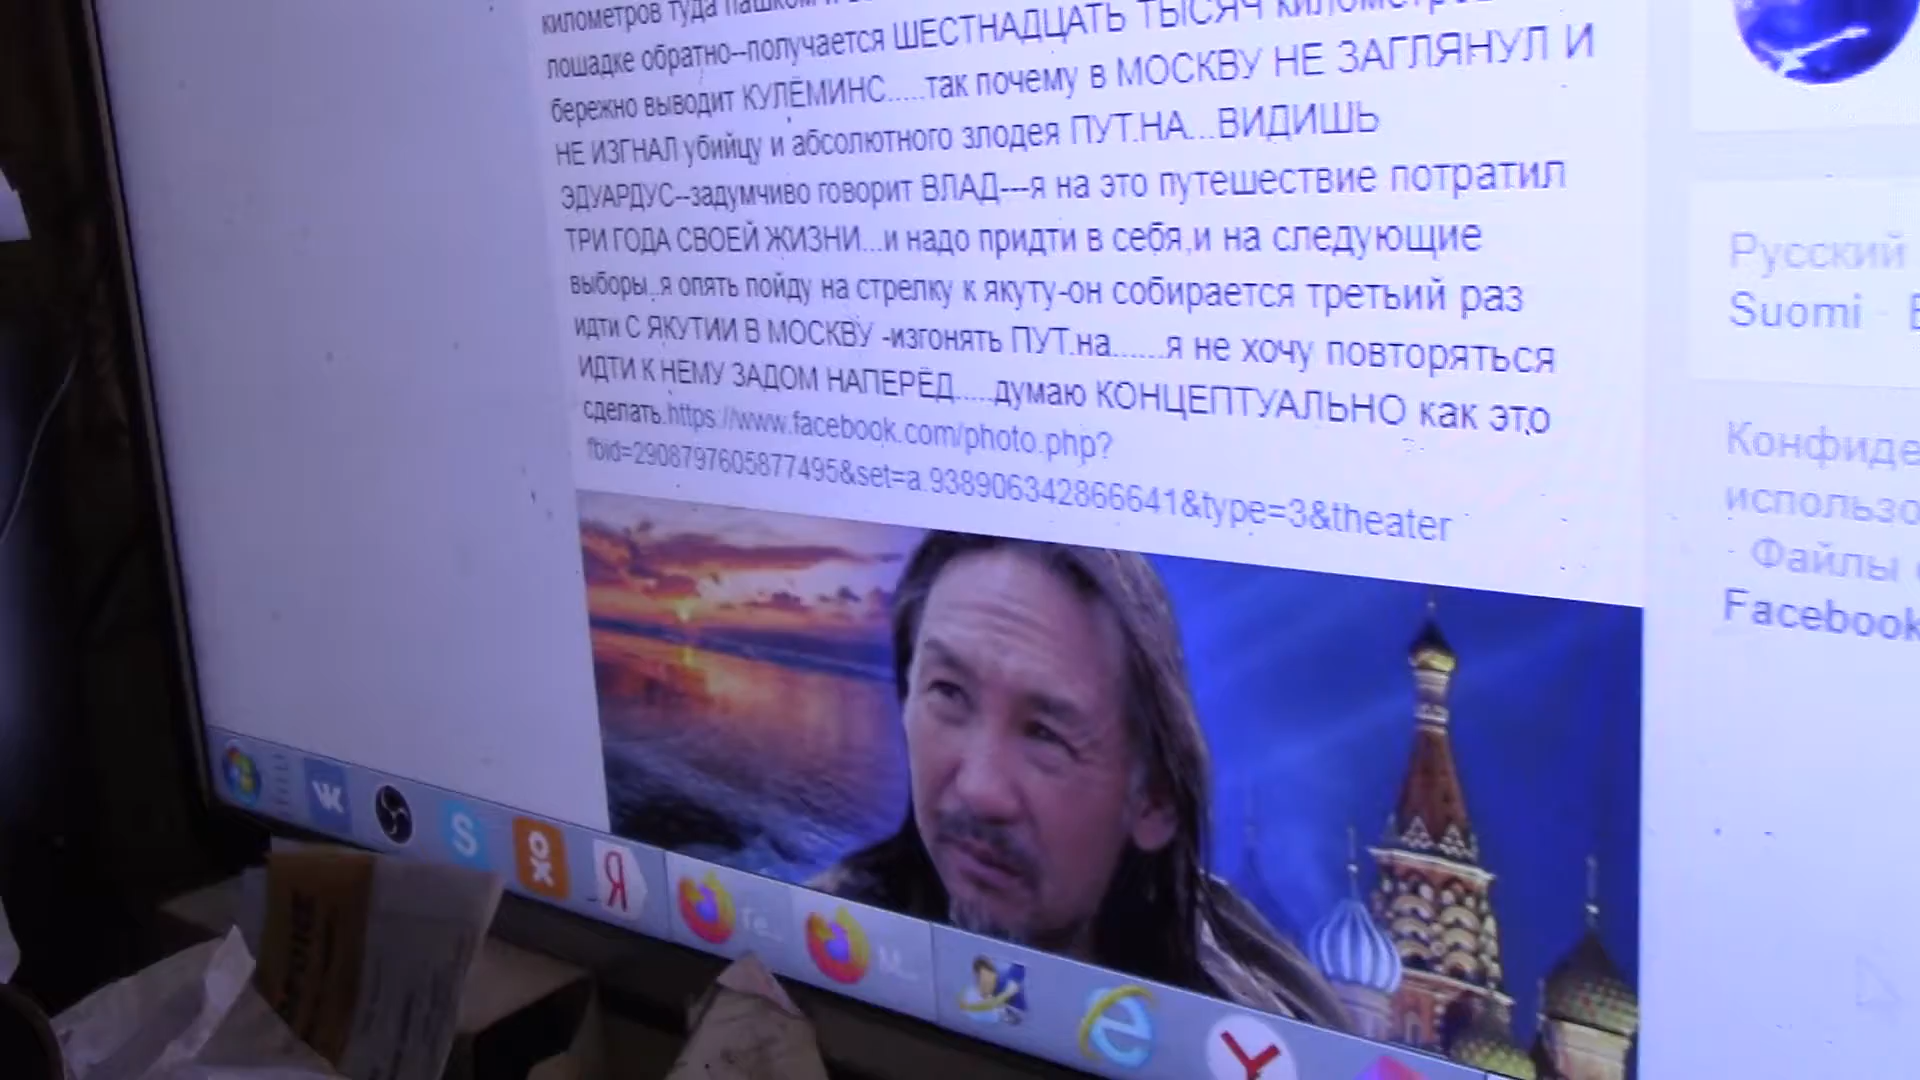 километров туда пашком и
лошадке обратно--получается ШЕСТНАДЦАТЬ ТЫСЯЧ километров
бережно выводит КУЛЁМИНС.....так почему в МОСКВУ НЕ ЗАГЛЯНУЛ И
НЕ ИЗГНАЛ убийцу и абсолютного злодея ПУТ.НА...ВИДИШЬ
ЭДУАРДУС--задумчиво говорит ВЛАД---я на это путешествие потратил
ТРИ ГОДА СВОЕЙ ЖИЗНИ...и надо придти в себя,и на следующие
выборы..я опять пойду на стрелку к якуту-он собирается третьий раз
идти С ЯКУТИИ В МОСКВУ -изгонять ПУТ.на......я не хочу повторяться
ИДТИ К НЕМУ ЗАДОМ НАПЕРЁД.....думаю КОНЦЕПТУАЛЬНО как это
сделать.https://www.facebook.com/photo.php?
fbid=2908797605877495&set=a.938906342866641&type=3&theater
Русский
Suomi ·
Конфиде
использо
· Файлы
Facebook
Те...
М...